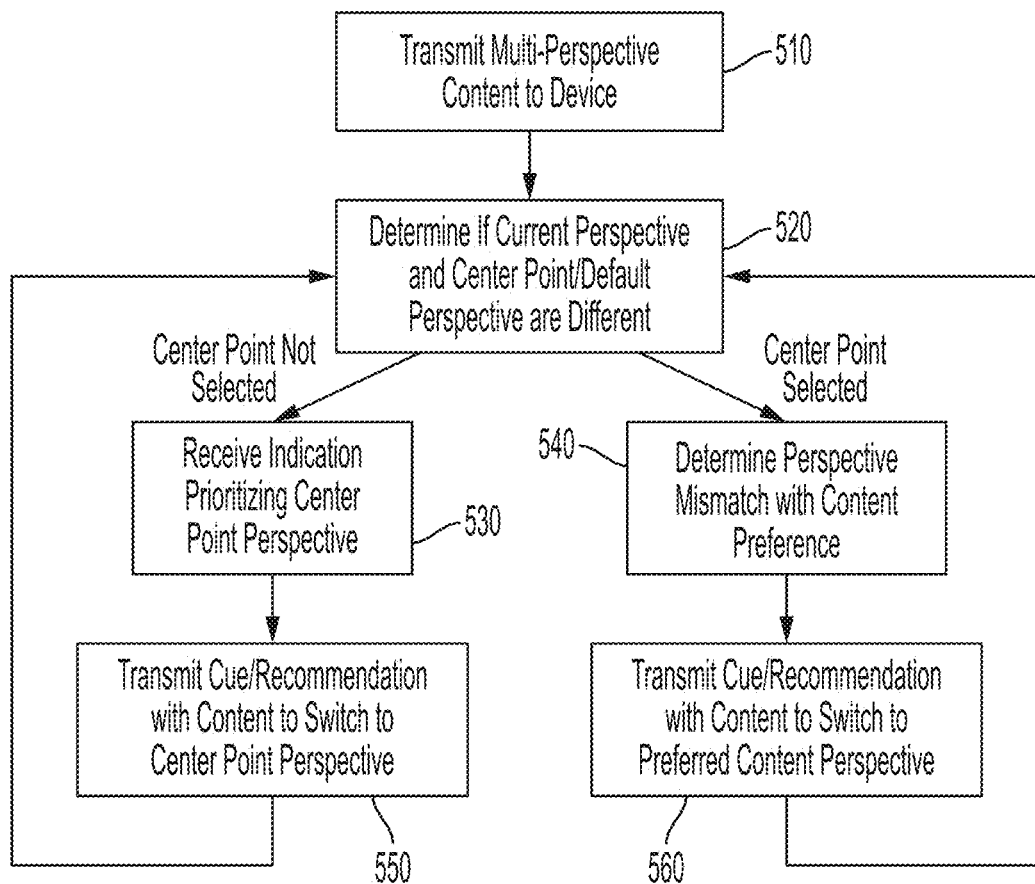 Transmit Multi-Perspective
Content to Device
510
Determine If Current Perspective
and Center Point/Default
Perspective are Different
520
Center Point Not
Selected
Center Point
Selected
Receive Indication
Prioritizing Center
Point Perspective
530
540
Determine Perspective
Mismatch with Content
Preference
Transmit Cue/Recommendation
with Content to Switch to
Center Point Perspective
550
Transmit Cue/Recommendation
with Content to Switch to
Preferred Content Perspective
560